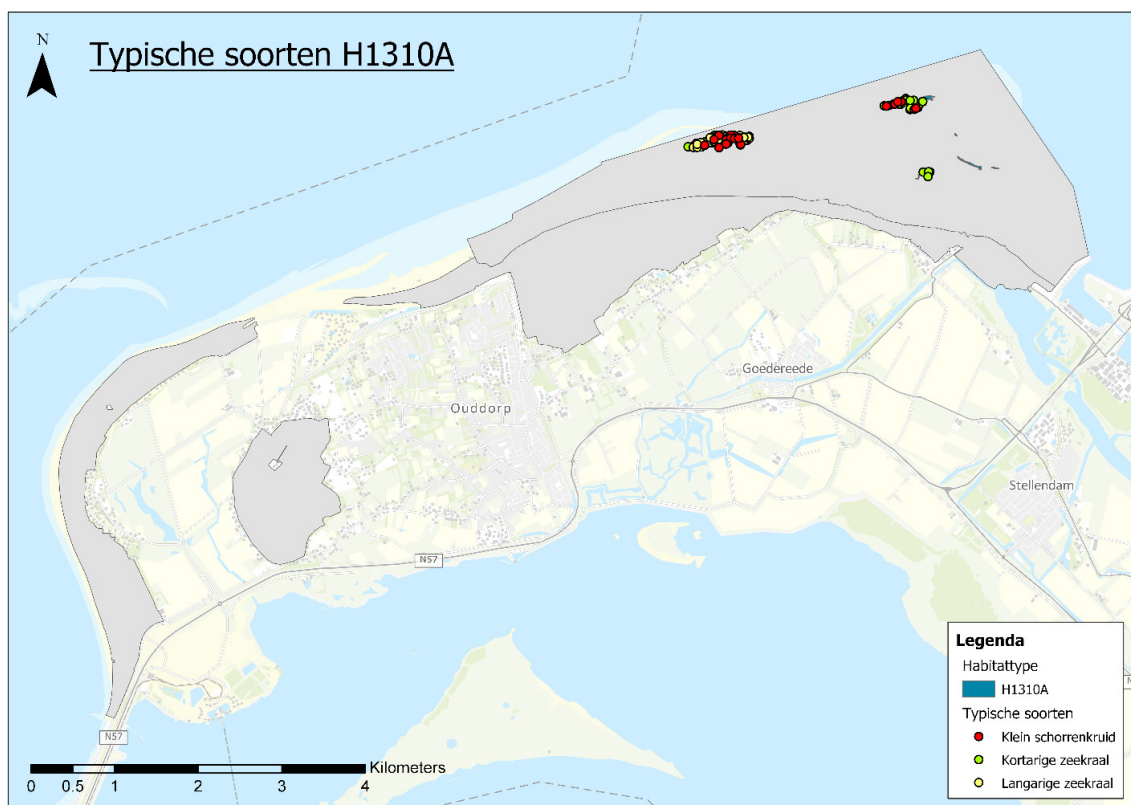 Typische soorten H1310A
N
Goedereede
Ouddorp
Stellendam
N57
N57
Legenda
Habitattype
H1310A
Typische soorten
Klein schorrenkruid
Kortarige zeekraal
Langarige zeekraal
Kilometers
0 0.5 1 2 3 4